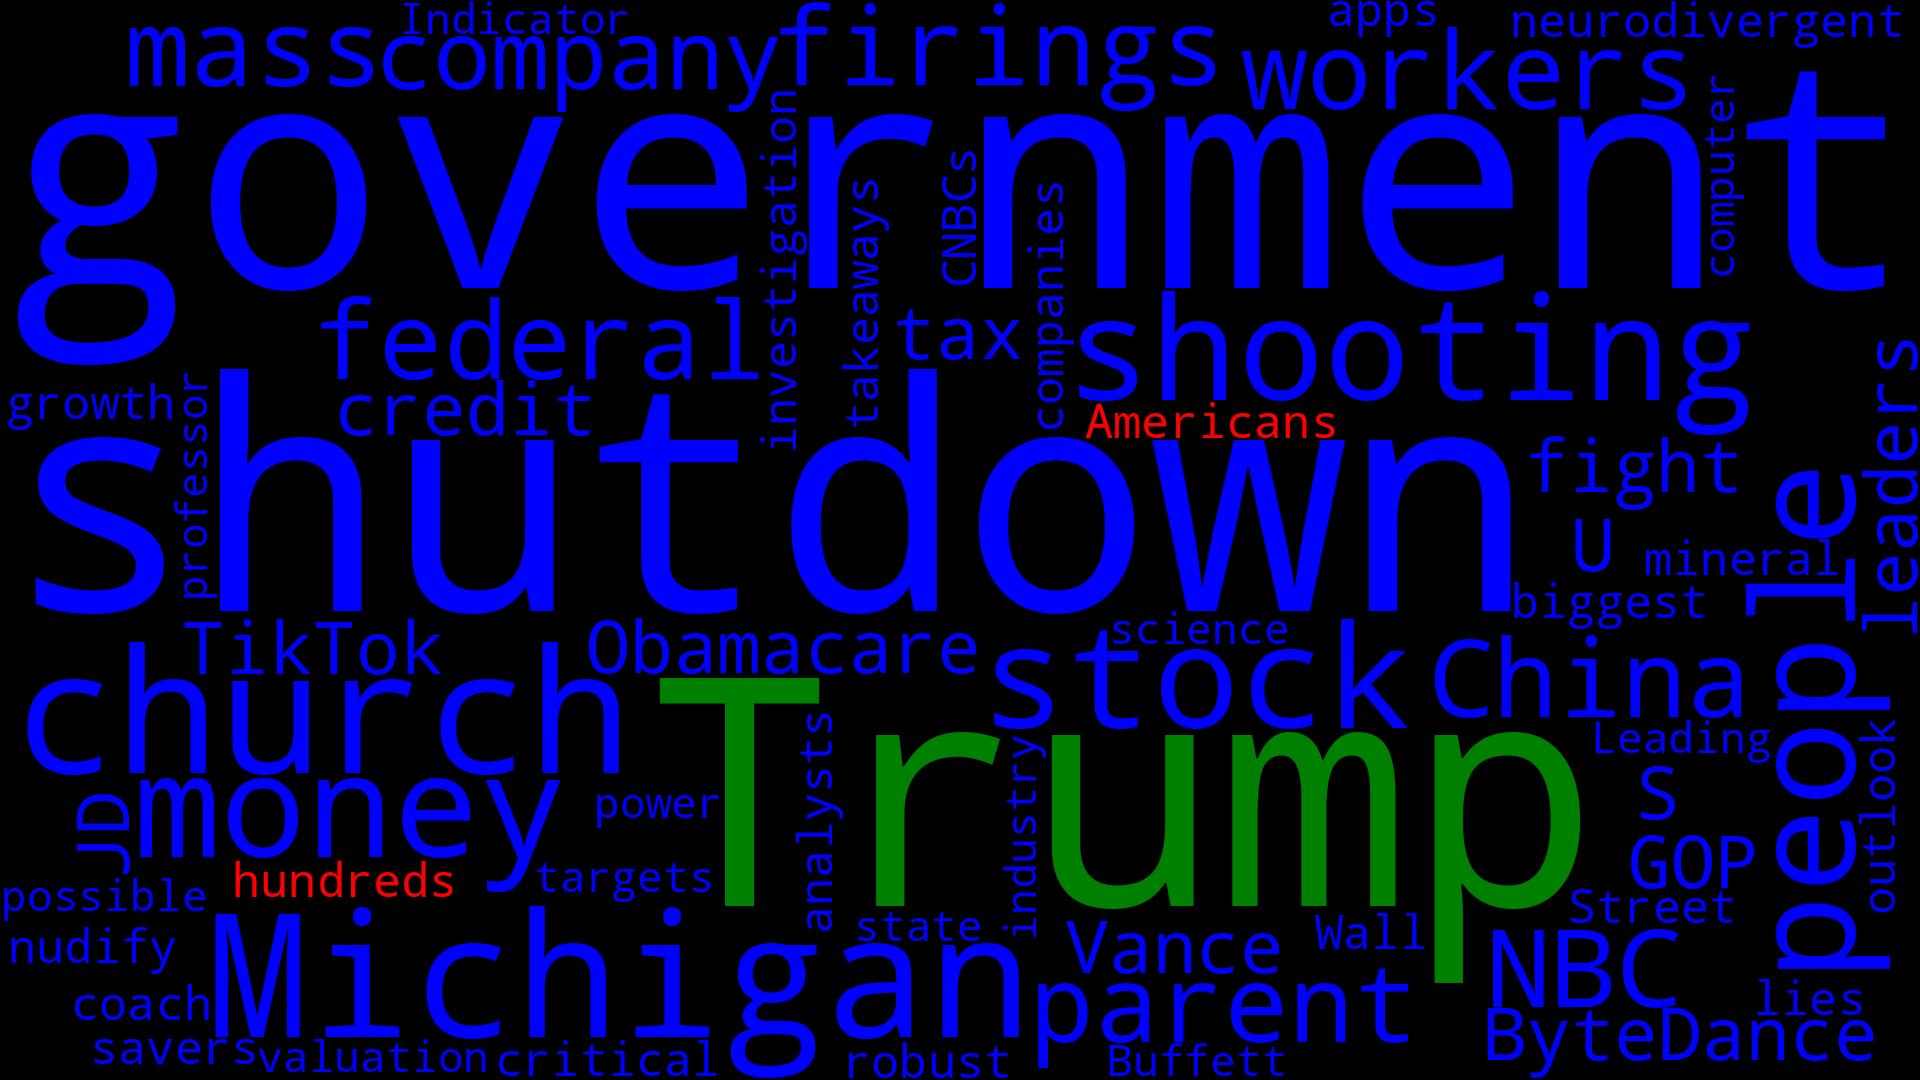 Indicator
apps
neurodivergent
mass
company
firings
workers
government
investigation
takeaways
CNBCs
companies
computer
federal
tax
shooting
growth
professor
credit
Americans
leaders
shutdown
fight
U
mineral
biggest
people
TikTok
Obamacare
science
stock
China
church
Trump
Leading
outlook
JD
money
power
analysts
industry
S
GOP
possible
hundreds
targets
Street
nudify
Michigan
state
Vance
Wall
NBC
coach
parent
lies
ByteDance
savers
valuation
critical
robust
Buffett